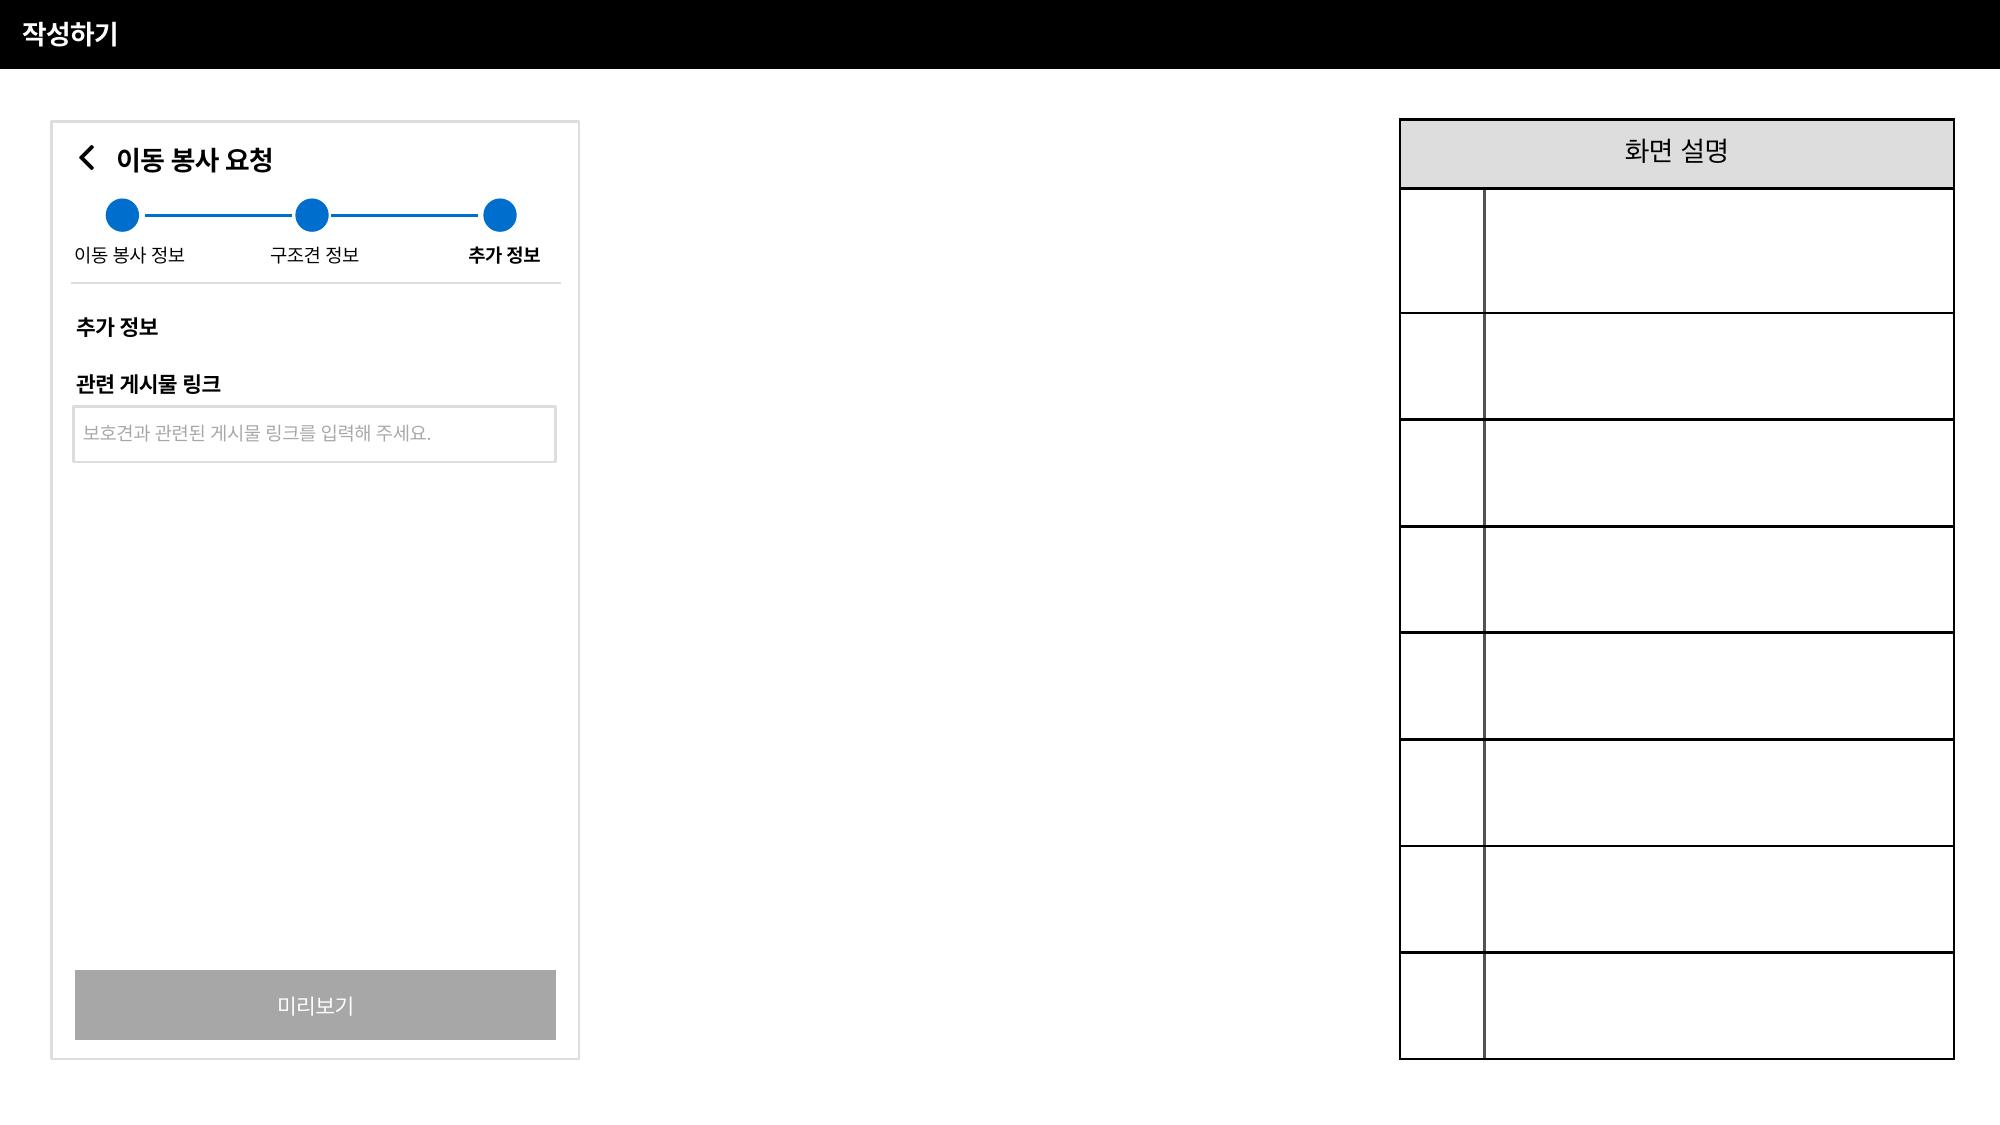 작성하기
이동 봉사 요청
이동 봉사 정보
구조견 정보
추가 정보
추가 정보
관련 게시물 링크
보호견과 관련된 게시물 링크를 입력해 주세요.
미리보기
화면 설명